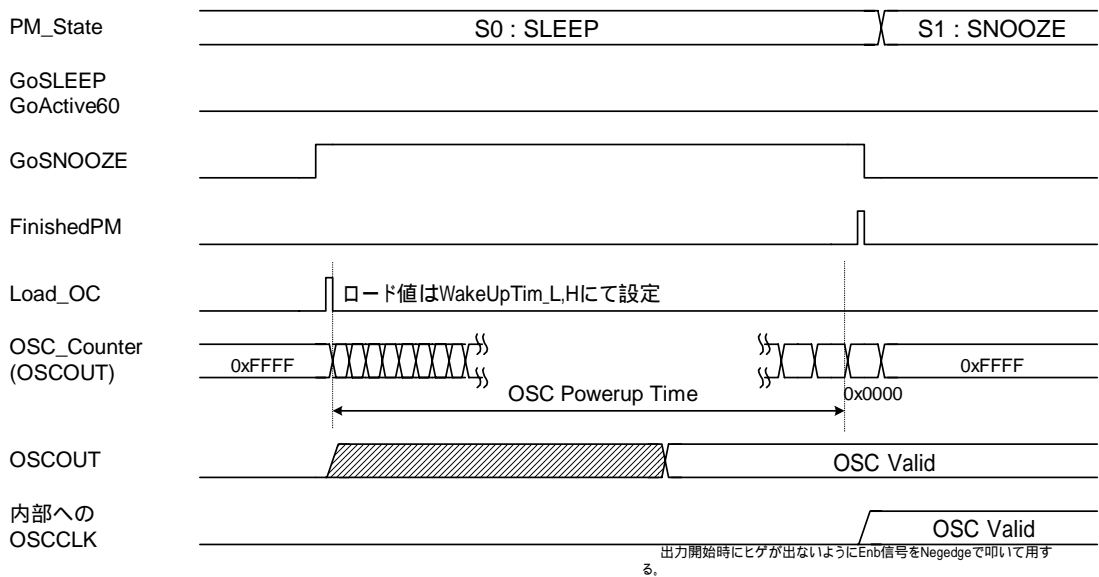 PM_State
S0 : SLEEP
S1 : SNOOZE
GoSLEEP
GoActive60
GoSNOOZE
FinishedPM
Load_OC
ロード値はWakeUpTim_L,Hにて設定
OSC_Counter
(OSCOUT)
0xFFFF
0xFFFF
OSC Powerup Time
0x0000
OSCOUT
OSC Valid
内部への
OSCCLK
OSC Valid
出力開始時にヒゲが出ないようにEnb信号をNegedgeで叩いて用す
る。